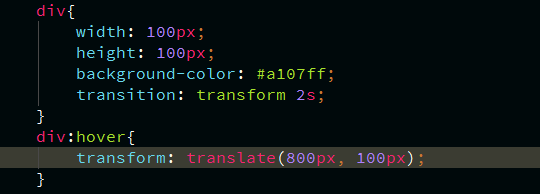 div{
width: 100px;
height: 100px;
background-color: #a107ff;
transition: transform 2s;
}
div:hover{
transform: translate(800px, 100px);
}